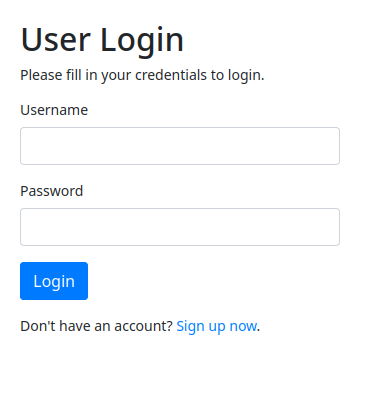 User Login
Please fill in your credentials to login.
Username
Password
Login
Don't have an account? Sign up now.